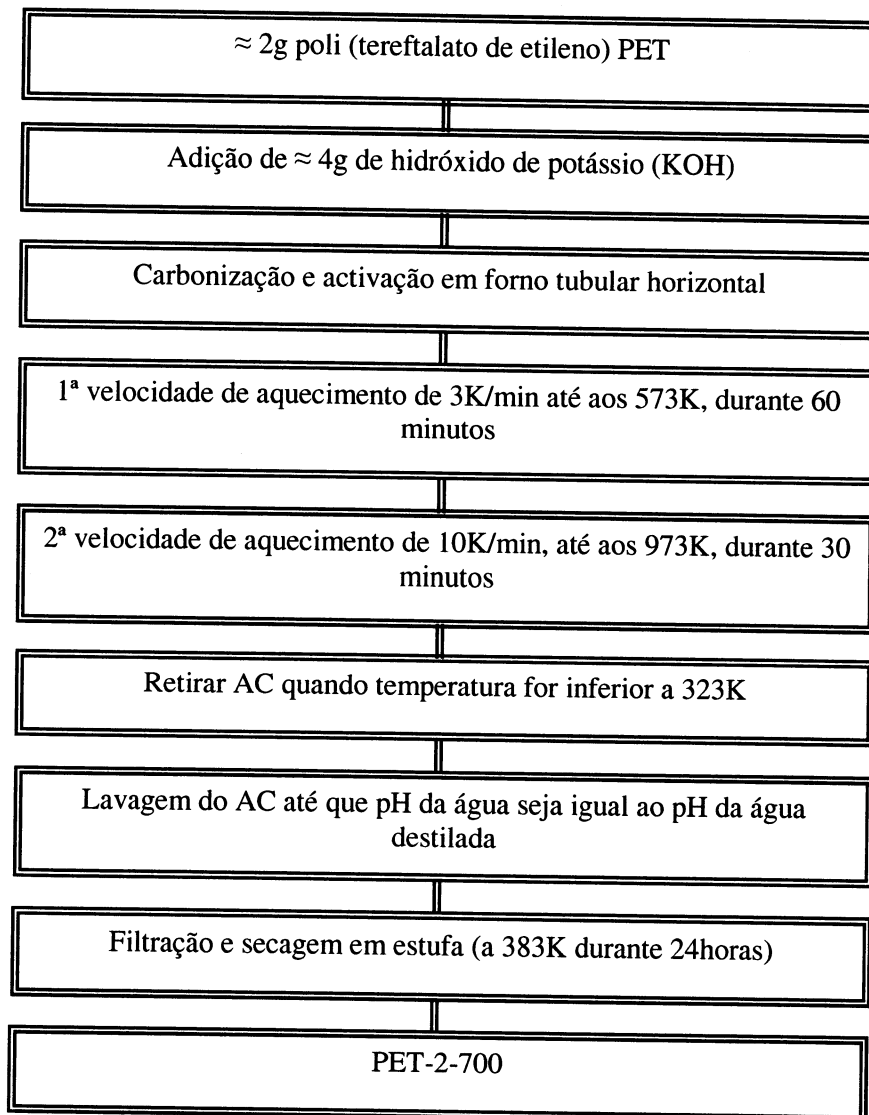 ≈ 2g poli (tereftalato de etileno) PET
Adição de ≈ 4g de hidróxido de potássio (KOH)
Carbonização e activação em forno tubular horizontal
1ª velocidade de aquecimento de 3K/min até aos 573K, durante 60
minutos
2ª velocidade de aquecimento de 10K/min, até aos 973K, durante 30
minutos
Retirar AC quando temperatura for inferior a 323K
Lavagem do AC até que pH da água seja igual ao pH da água
destilada
Filtração e secagem em estufa (a 383K durante 24horas)
PET-2-700